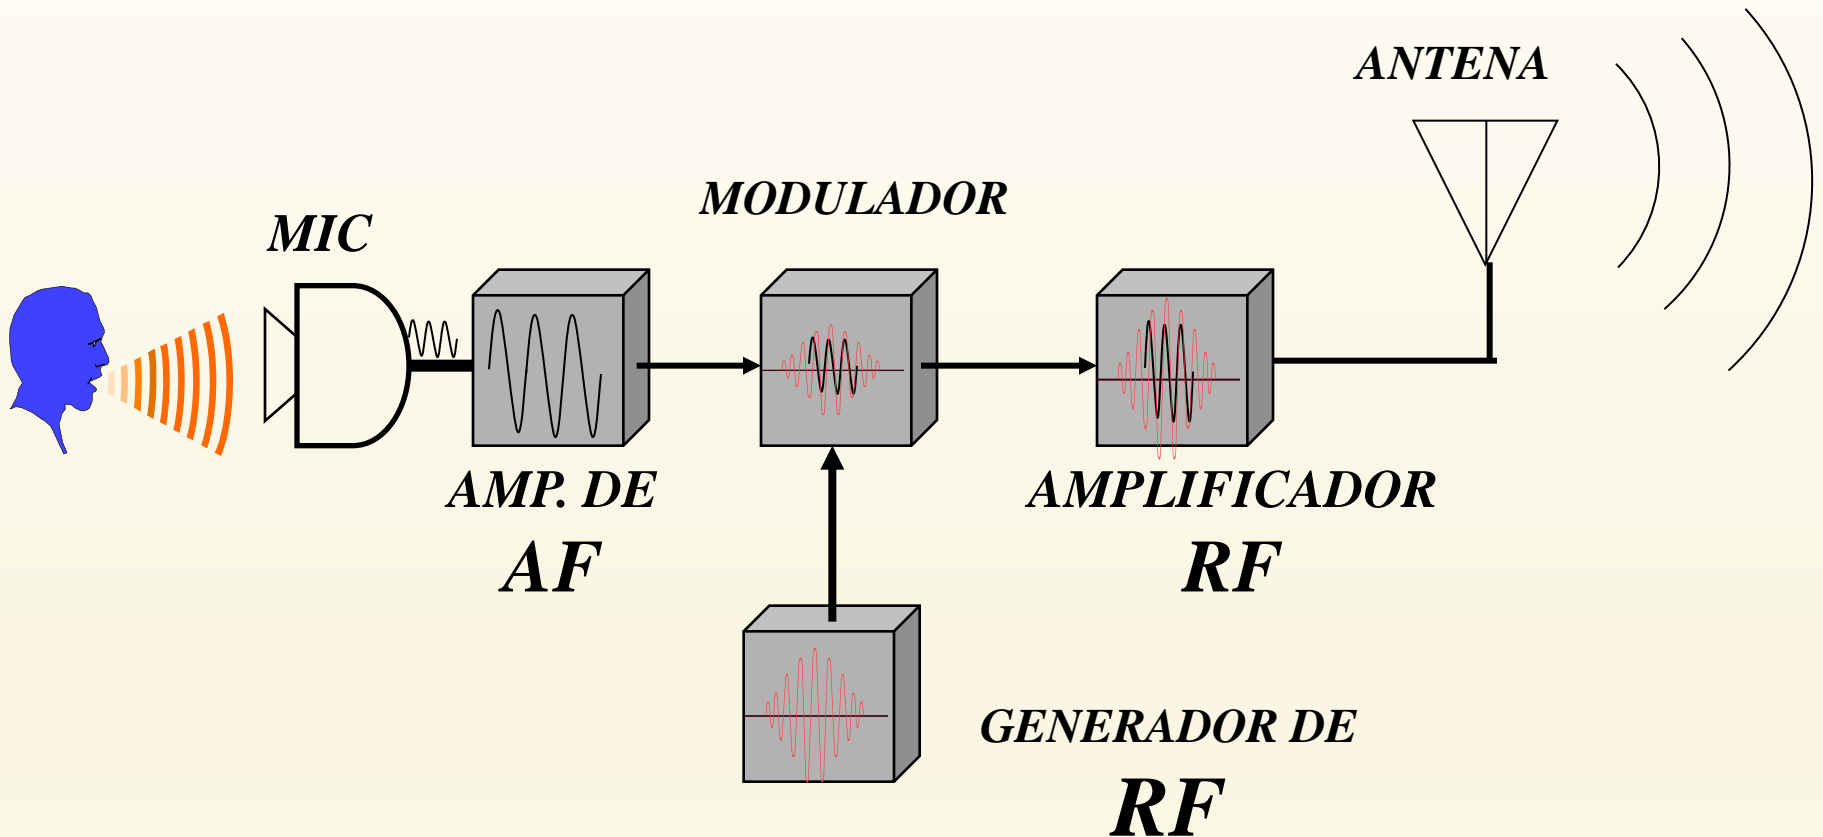 ANTENA
MODULADOR
MIC
AMP. DE
AF
AMPLIFICADOR
RF
GENERADOR DE
RF